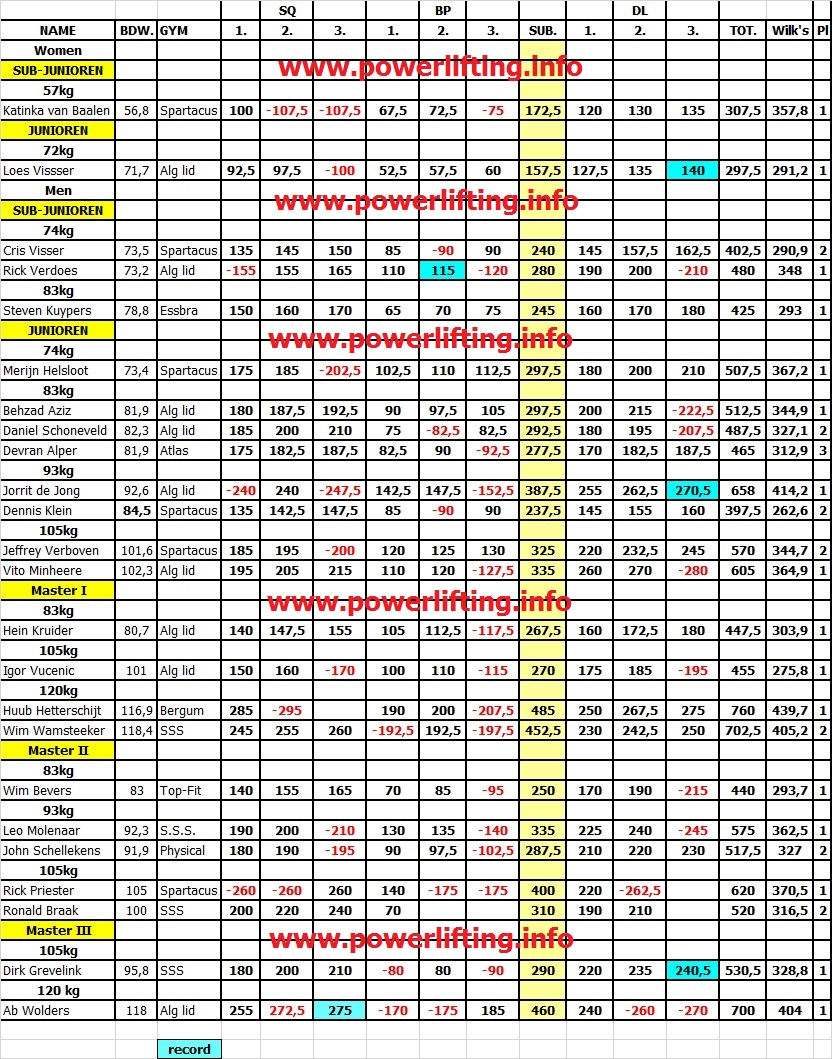 SQ BP DL
NAME BDW. GYM 1. 2. 3. 1. 2. 3. SUB. 1. 2. 3. TOT. Wilk's Pl
Women
SUB-JUNIOREN www.powerlifting.info
57kg
Katinka van Baalen 56,8 Spartacus 100 -107,5 -107,5 67,5 72,5 -75 172,5 120 130 135 307,5 357,8 1
JUNIOREN
72kg
Loes Vissser 71,7 Alg lid 92,5 97,5 -100 52,5 57,5 60 157,5 127,5 135 140 297,5 291,2 1
Men
www.powerlifting.info
SUB-JUNIOREN
74kg
Cris Visser 73,5 Spartacus 135 145 150 85 -90 90 240 145 157,5 162,5 402,5 290,9 2
Rick Verdoes 73,2 Alg lid -155 155 165 110 115 -120 280 190 200 -210 480 348 1
83kg
Steven Kuypers 78,8 Essbra 150 160 170 65 70 75 245 160 170 180 425 293 1
JUNIOREN
www.powerlifting.info
74kg
Merijn Helsloot 73,4 Spartacus 175 185 -202,5 102,5 110 112,5 297,5 180 200 210 507,5 367,2 1
83kg
Behzad Aziz 81,9 Alg lid 180 187,5 192,5 90 97,5 105 297,5 200 215 -222,5 512,5 344,9 1
Daniel Schoneveld 82,3 Alg lid 185 200 210 75 -82,5 82,5 292,5 180 195 -207,5 487,5 327,1 2
Devran Alper 81,9 Atlas 175 182,5 187,5 82,5 90 -92,5 277,5 170 182,5 187,5 465 312,9 3
93kg
Jorrit de Jong 92,6 Alg lid -240 240 -247,5 142,5 147,5 -152,5 387,5 255 262,5 270,5 658 414,2 1
Dennis Klein 84,5 Spartacus 135 142,5 147,5 85 -90 90 237,5 145 155 160 397,5 262,6 2
105kg
Jeffrey Verboven 101,6 Spartacus 185 195 -200 120 125 130 325 220 232,5 245 570 344,7 2
Vito Minheere 102,3 Alg lid 195 205 215 110 120 -127,5 335 260 270 -280 605 364,9 1
Master I
www.powerlifting.info
83kg
Hein Kruider 80,7 Alg lid 140 147,5 155 105 112,5 -117,5 267,5 160 172,5 180 447,5 303,9 1
105kg
Igor Vucenic 101 Alg lid 150 160 -170 100 110 -115 270 175 185 -195 455 275,8 1
120kg
Huub Hetterschijt 116,9 Bergum 285 -295 190 200 -207,5 485 250 267,5 275 760 439,7 1
Wim Wamsteeker 118,4 SSS 245 255 260 -192,5 192,5 -197,5 452,5 230 242,5 250 702,5 405,2 2
Master II
83kg
Wim Bevers 83 Top-Fit 140 155 165 70 85 -95 250 170 190 -215 440 293,7 1
93kg
Leo Molenaar 92,3 S.S.S. 190 200 -210 130 135 -140 335 225 240 -245 575 362,5 1
John Schellekens 91,9 Physical 180 190 -195 90 97,5 -102,5 287,5 210 220 230 517,5 327 2
105kg
Rick Priester 105 Spartacus -260 -260 260 140 -175 -175 400 220 -262,5 620 370,5 1
Ronald Braak 100 SSS 200 220 240 70 310 190 210 520 316,5 2
Master III www.powerlifting.info
105kg
Dirk Grevelink 95,8 SSS 180 200 210 -80 80 -90 290 220 235 240,5 530,5 328,8 1
120 kg
Ab Wolders 118 Alg lid 255 272,5 275 -170 -175 185 460 240 -260 -270 700 404 1
record